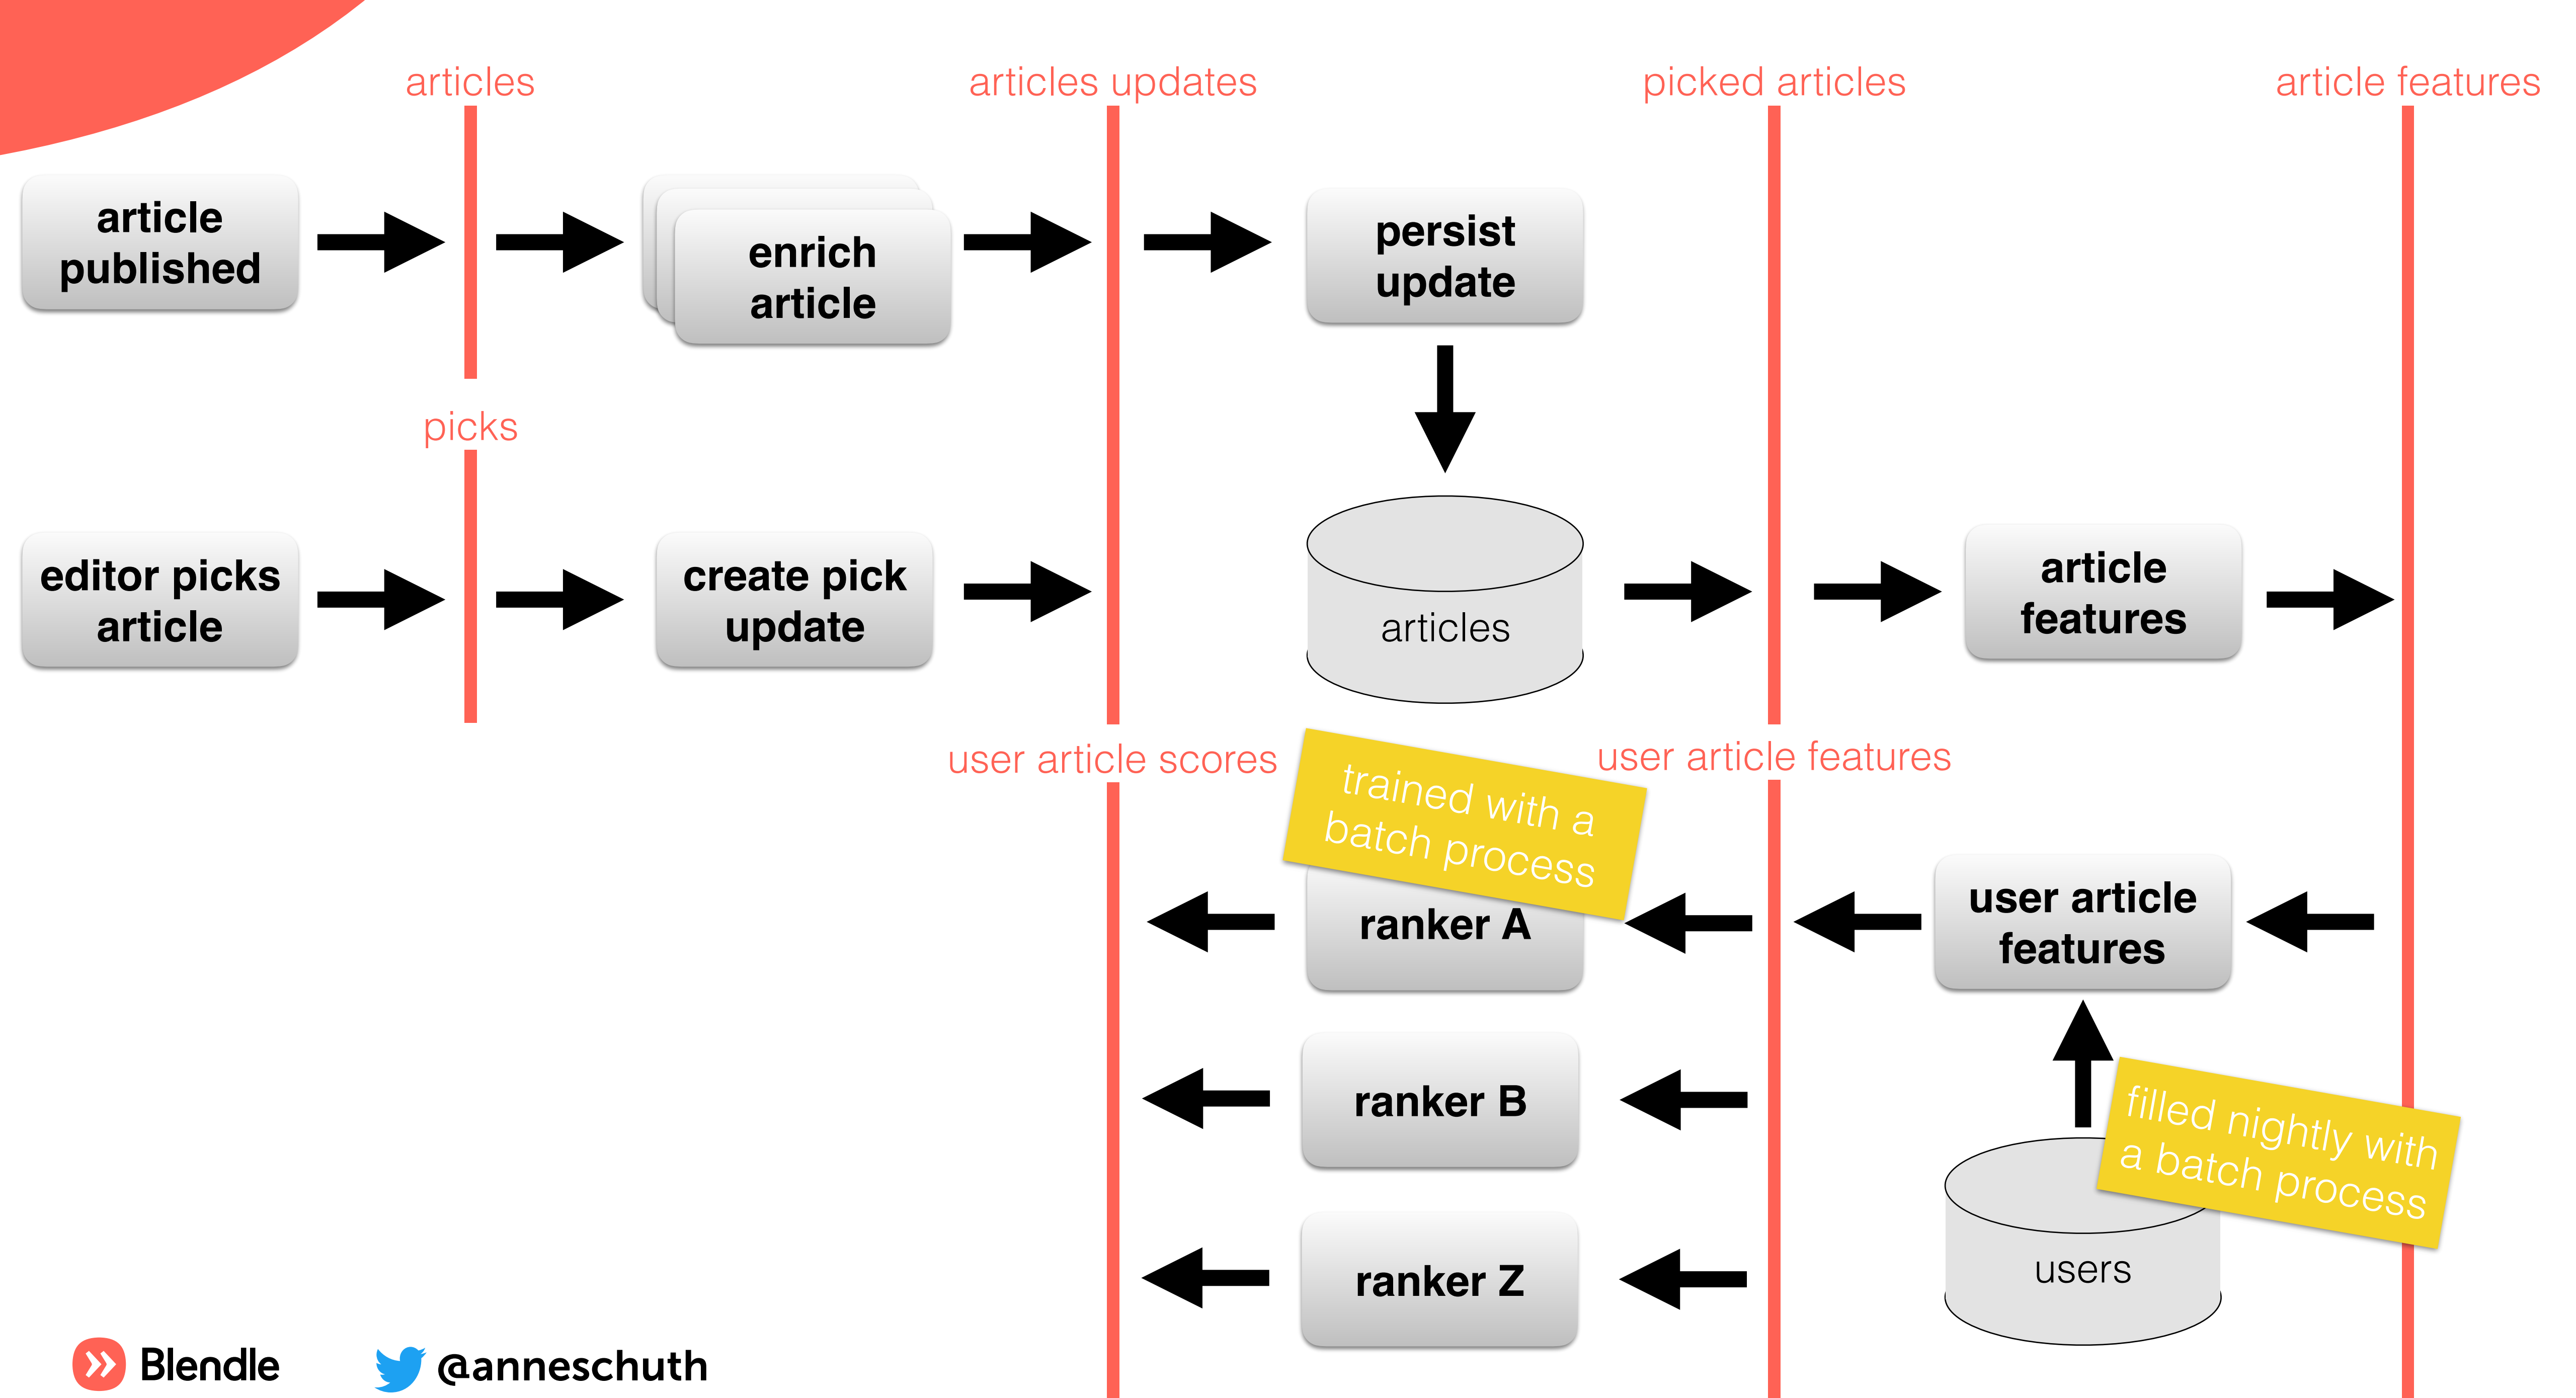 articles
articles updates
picked articles
article features
article
published
enrich
article
persist
update
picks
editor picks
article
create pick
update
articles
article
features
user article scores
trained with a
batch process
user article features
ranker A
user article
features
ranker B
filled nightly with
a batch process
ranker Z
users
Blendle
@anneschuth